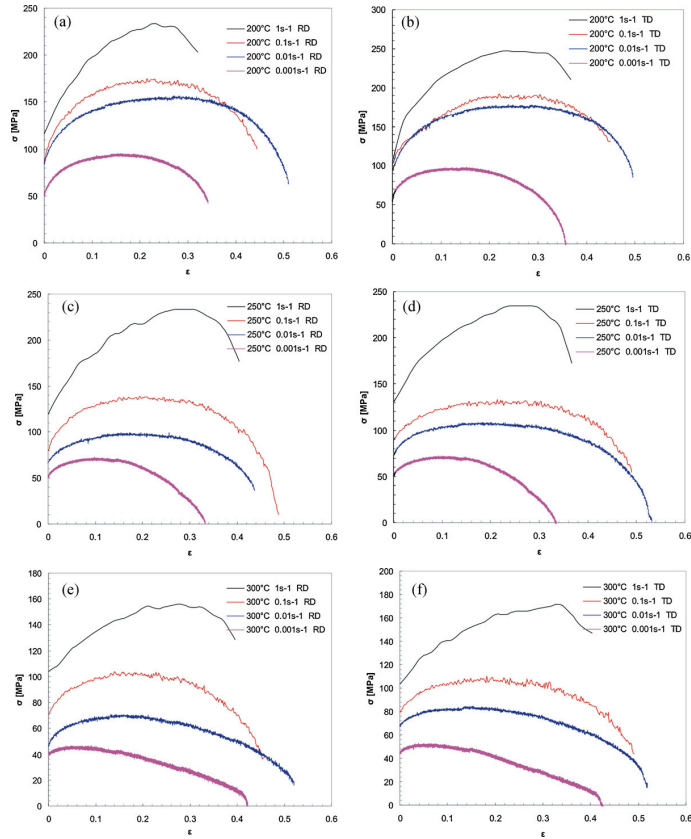 (a)
200°C 1s-1 RD
200°C 0.1s-1 RD
200°C 0.01s-1 RD
200°C 0.001s-1 RD
σ [MPa]
250
200
150
100
50
0
0 0.1 0.2 0.3 0.4 0.5 0.6
ε
(b)
200°C 1s-1 TD
200°C 0.1s-1 TD
200°C 0.01s-1 TD
200°C 0.001s-1 TD
σ [MPa]
300
250
200
150
100
50
0
0 0.1 0.2 0.3 0.4 0.5 0.6
ε
(c)
250°C 1s-1 RD
250°C 0.1s-1 RD
250°C 0.01s-1 RD
250°C 0.001s-1 RD
σ [MPa]
250
200
150
100
50
0
0 0.1 0.2 0.3 0.4 0.5 0.6
ε
(d)
250°C 1s-1 TD
250°C 0.1s-1 TD
250°C 0.01s-1 TD
250°C 0.001s-1 TD
σ [MPa]
250
200
150
100
50
0
0 0.1 0.2 0.3 0.4 0.5 0.6
ε
(e)
300°C 1s-1 RD
300°C 0.1s-1 RD
300°C 0.01s-1 RD
300°C 0.001s-1 RD
σ [MPa]
180
160
140
120
100
80
60
40
20
0
0 0.1 0.2 0.3 0.4 0.5 0.6
ε
(f)
300°C 1s-1 TD
300°C 0.1s-1 TD
300°C 0.01s-1 TD
300°C 0.001s-1 TD
σ [MPa]
200
180
160
140
120
100
80
60
40
20
0
0 0.1 0.2 0.3 0.4 0.5 0.6
ε